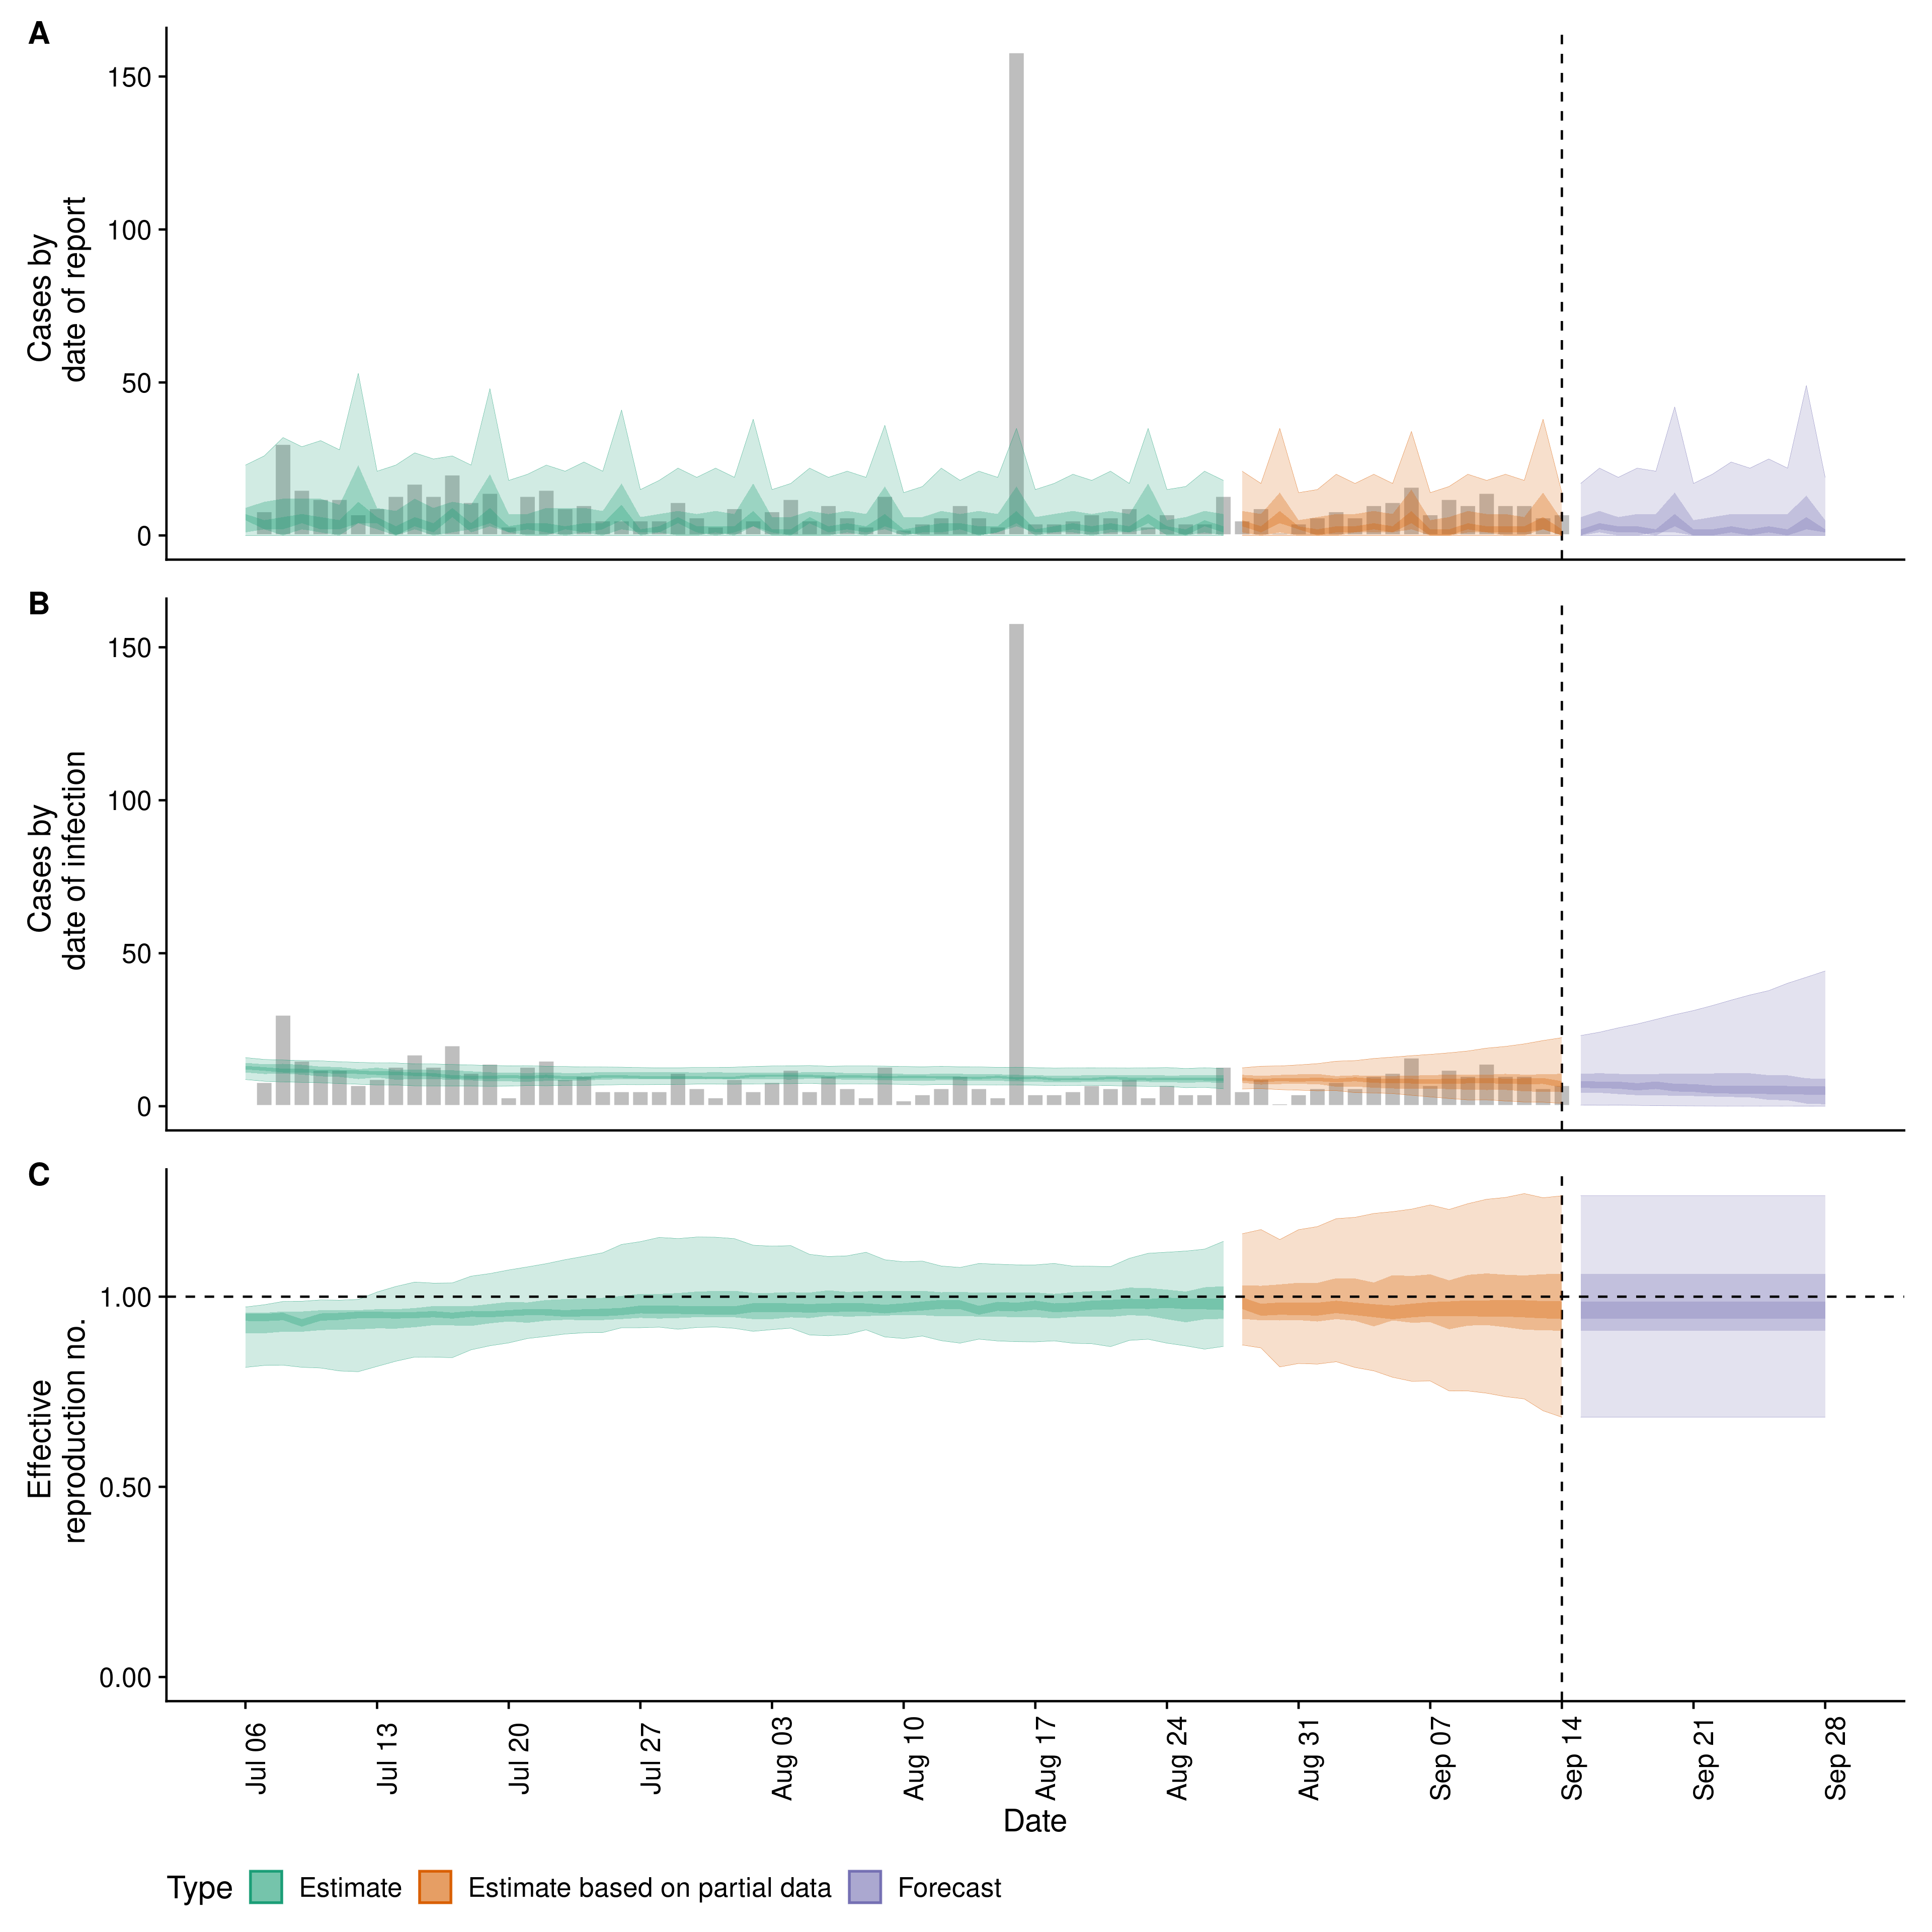 A
Cases by
date of report
150
100
50
0
B
Cases by
date of infection
150
100
50
0
C
Effective
reproduction no.
1.00
0.50
0.00
Jul 06
Jul 13
Jul 20
Jul 27
Aug 03
Aug 10
Aug 17
Aug 24
Aug 31
Sep 07
Sep 14
Sep 21
Sep 28
Date
Type Estimate Estimate based on partial data Forecast